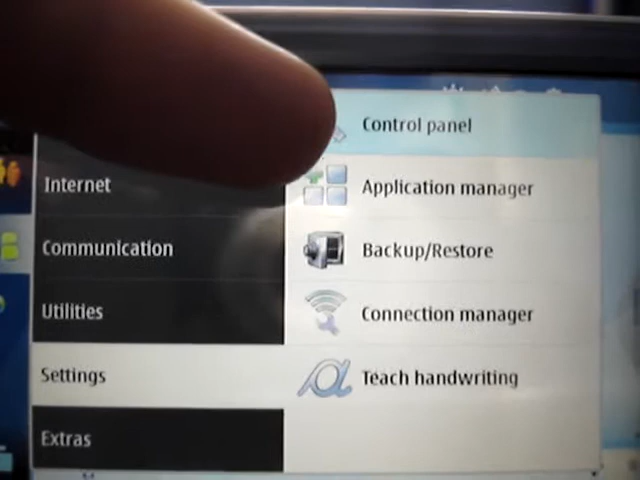 Internet
Communication
Utilities
Settings
Extras
Control panel
Application manager
Backup/Restore
Connection manager
Teach handwriting